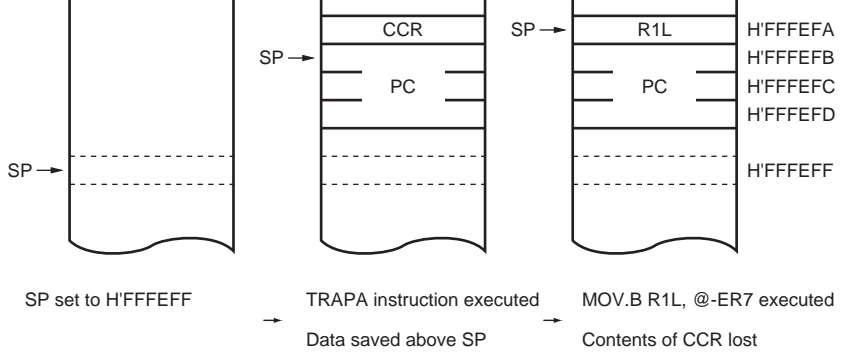 CCR
SP
R1L
H'FFFEFA
SP
H'FFFEFB
PC
PC
H'FFFEFC
H'FFFEFD
SP
H'FFFEFF
SP set to H'FFFEFF
TRAPA instruction executed
MOV.B R1L, @-ER7 executed
Data saved above SP
Contents of CCR lost